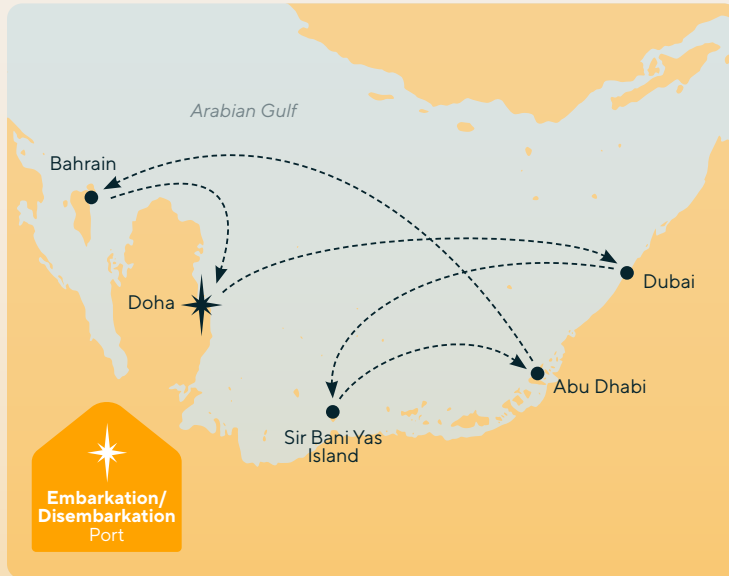 Arabian Gulf
Bahrain
Doha
Dubai
Abu Dhabi
Sir Bani Yas
Island
Embarkation/
Disembarkation
Port